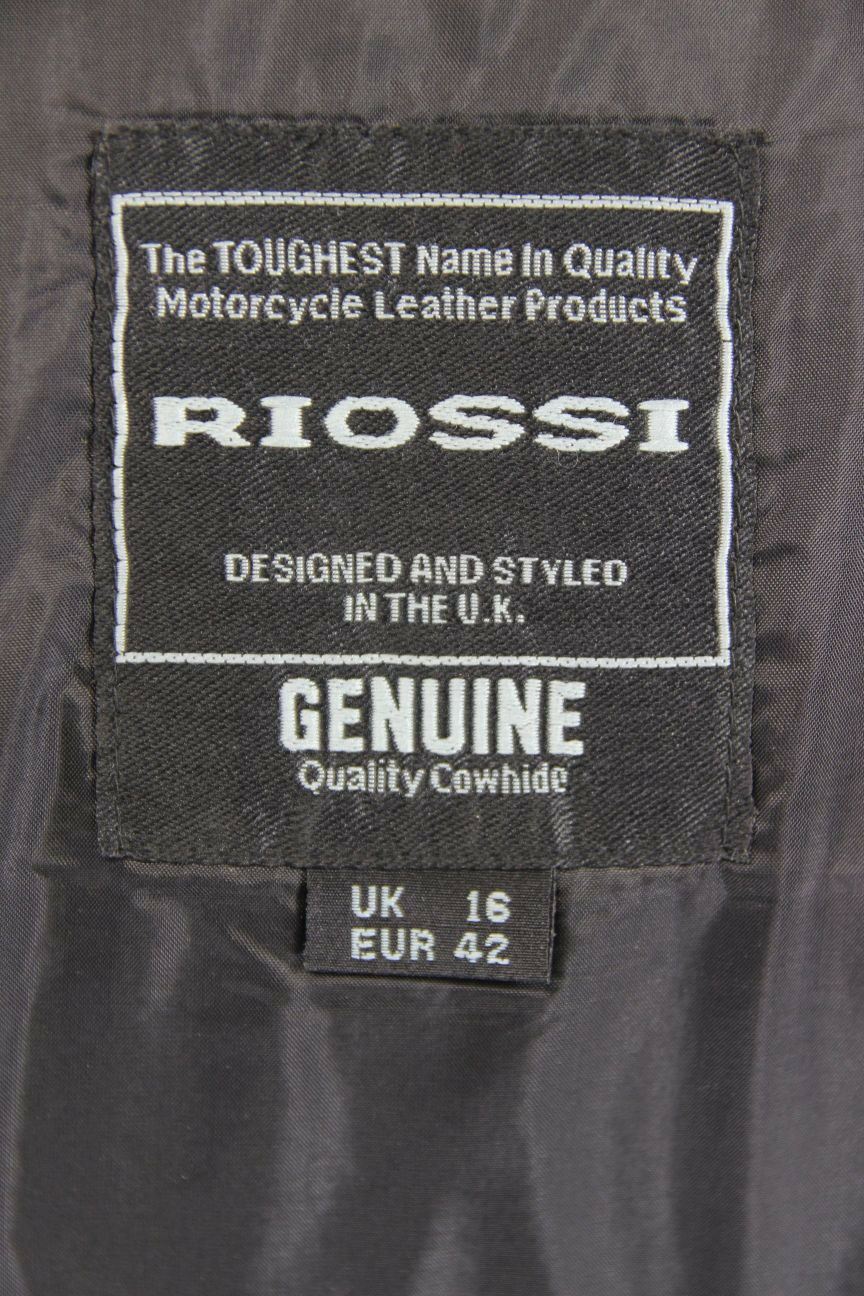 The TOUGHEST Name In Quality
Motorcycle Leather Products
RIOSSI
DESIGNED AND STYLED
IN THE U.K.
GENUINE
Quality Cowhide
UK 16
EUR 42